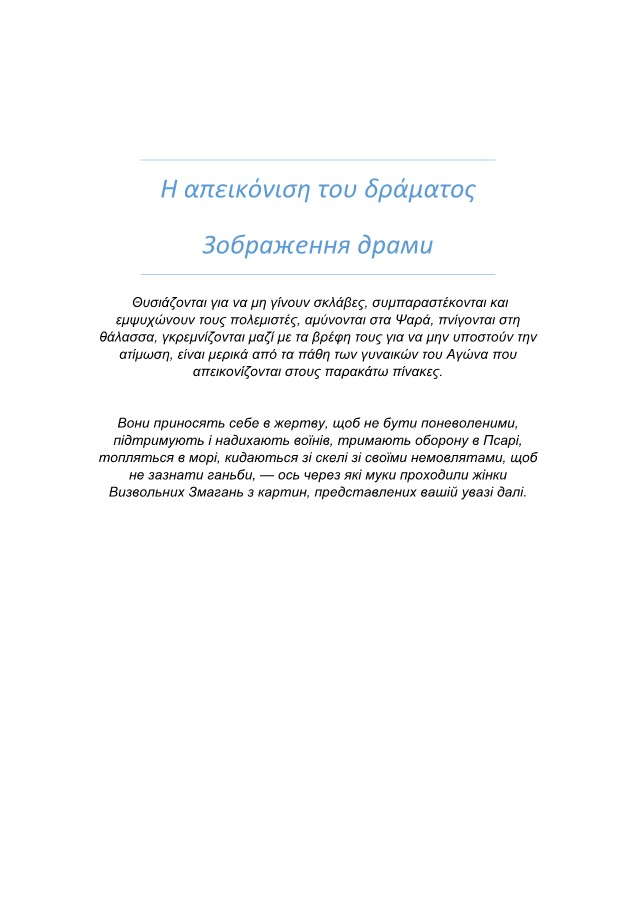 Η απεικόνιση του δράματος
Зображення драми
Θυσιάζονται για να μη γίνουν σκλάβες, συμπαραστέκονται και
εμψυχώνουν τους πολεμιστές, αμύνονται στα Ψαρά, πνίγονται στη
θάλασσα, γκρεμνίζονται μαζί με τα βρέφη τους για να μην υποστούν την
ατίμωση, είναι μερικά από τα πάθη των γυναικών του Αγώνα που
απεικονίζονται στους παρακάτω πίνακες.
Вони приносять себе в жертву, щоб не бути поневоленими,
підтримують і надихають воїнів, тримають оборону в Псарі,
топляться в морі, кидаються зі скелі зі своїми немовлятами, щоб
не зазнати ганьби, — ось через які муки проходили жінки
Визвольних Змагань з картин, представлених вашій увазі далі.